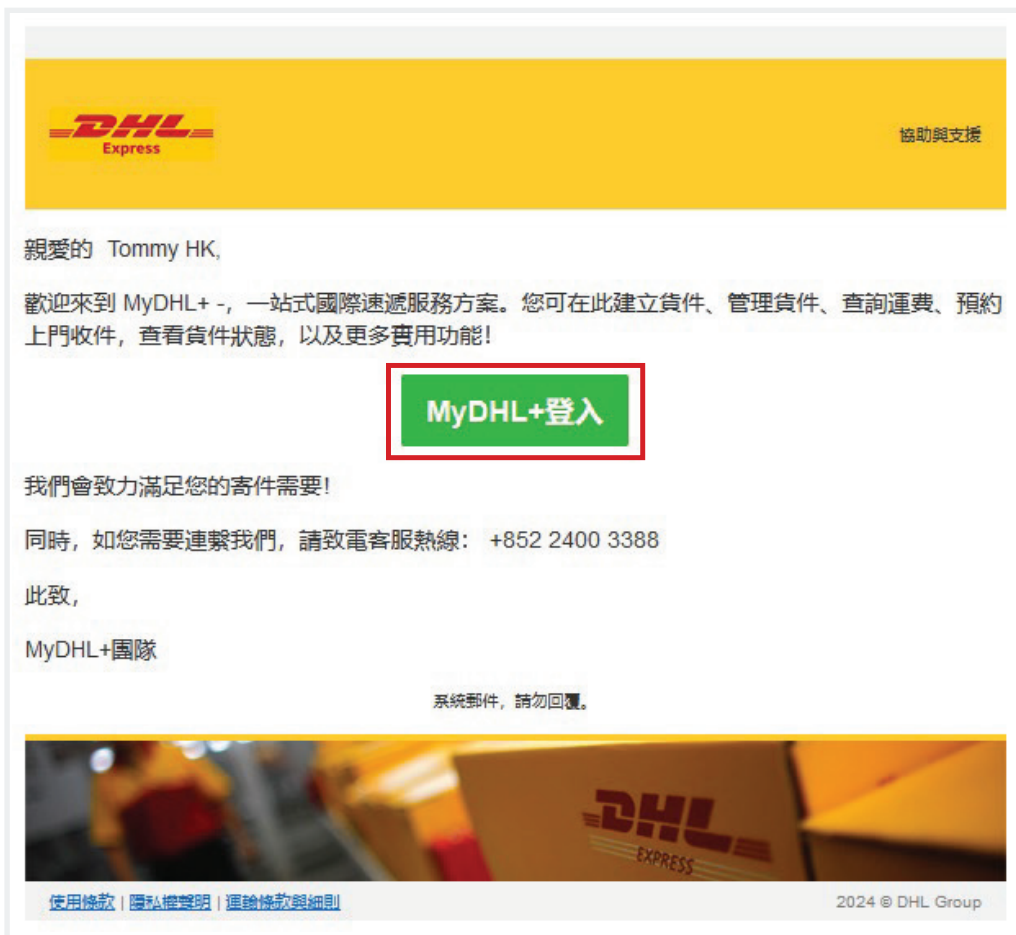 DHL
Express
協助與支援
親愛的 Tommy HK,
歡迎來到 MyDHL+ -, 一站式國際速遞服務方案。您可在此建立貨件、管理貨件、查詢運費、預約
上門收件, 查看貨件狀態, 以及更多實用功能!
MyDHL+登入
我們會致力滿足您的寄件需要!
同時, 如您需要連繫我們, 請致電客服熱線: +852 2400 3388
此致,
MyDHL+團隊
系統郵件, 請勿回覆。
DHL
EXPRESS
使用條款 | 隱私權聲明 | 運輸條款與細則
2024 © DHL Group